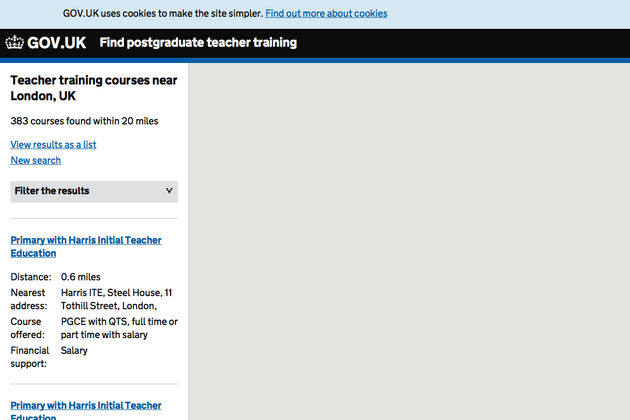 GOV.UK uses cookies to make the site simpler. Find out more about cookies
GOV.UK Find postgraduate teacher training
Teacher training courses near
London, UK
383 courses found within 20 miles
View results as a list
New search
Filter the results
Primary with Harris Initial Teacher
Education
Distance: 0.6 miles
Nearest address: Harris ITE, Steel House, 11
Tothill Street, London,
Course offered: PGCE with QTS, full time or
part time with salary
Financial support: Salary
Primary with Harris Initial Teacher
Education